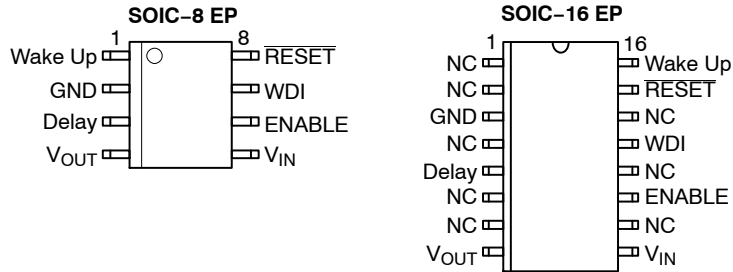 SOIC–8 EP
1 8
Wake Up RESET
GND WDI
Delay ENABLE
VOUT VIN
SOIC–16 EP
1 16
NC Wake Up
NC RESET
GND NC
NC WDI
Delay NC
NC ENABLE
NC NC
VOUT VIN